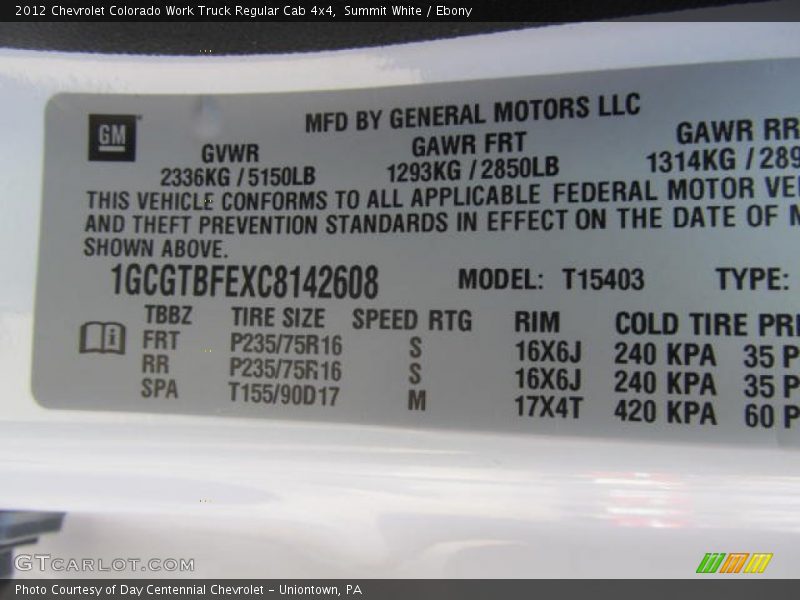 2012 Chevrolet Colorado Work Truck Regular Cab 4x4, Summit White / Ebony
GM
MFD BY GENERAL MOTORS LLC
GVWR GAWR FRT GAWR RR
2336KG / 5150LB 1293KG / 2850LB 1314KG / 289
THIS VEHICLE CONFORMS TO ALL APPLICABLE FEDERAL MOTOR VE
AND THEFT PREVENTION STANDARDS IN EFFECT ON THE DATE OF M
SHOWN ABOVE.
1GCGTBFEXC8142608 MODEL: T15403 TYPE:
TBBZ TIRE SIZE SPEED RTG RIM COLD TIRE PR
FRT P235/75R16 S 16X6J 240 KPA 35 P
RR P235/75R16 S 16X6J 240 KPA 35 P
SPA T155/90D17 M 17X4T 420 KPA 60 P
GTCARLOT.COM
Photo Courtesy of Day Centennial Chevrolet - Uniontown, PA